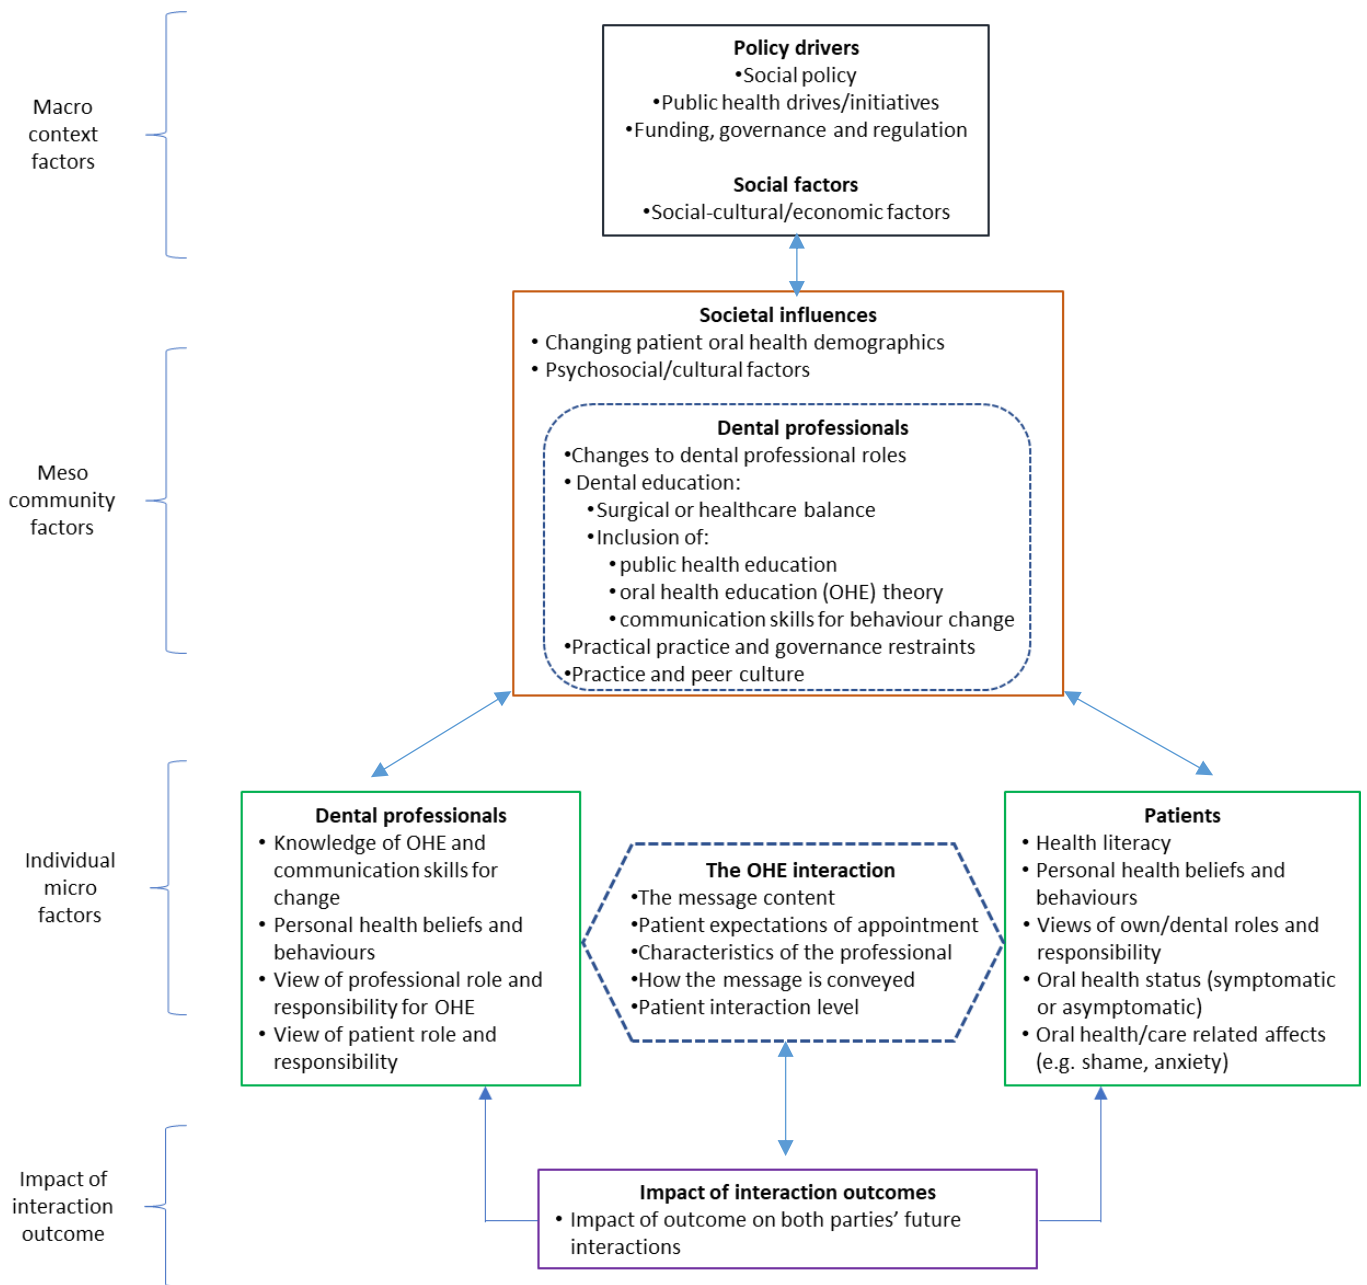 Macro
context
factors
Policy drivers
•Social policy
•Public health drives/initiatives
•Funding, governance and regulation
Social factors
•Social-cultural/economic factors
Meso
community
factors
Societal influences
• Changing patient oral health demographics
• Psychosocial/cultural factors
Dental professionals
•Changes to dental professional roles
• Dental education:
•Surgical or healthcare balance
•Inclusion of:
• public health education
• oral health education (OHE) theory
• communication skills for behaviour change
•Practical practice and governance restraints
•Practice and peer culture
Individual
micro
factors
Dental professionals
• Knowledge of OHE and
communication skills for
change
• Personal health beliefs and
behaviours
• View of professional role and
responsibility for OHE
• View of patient role and
responsibility
The OHE interaction
•The message content
•Patient expectations of appointment
•Characteristics of the professional
•How the message is conveyed
•Patient interaction level
Patients
• Health literacy
• Personal health beliefs and
behaviours
• Views of own/dental roles and
responsibility
• Oral health status (symptomatic
or asymptomatic)
• Oral health/care related affects
(e.g. shame, anxiety)
Impact of
interaction
outcome
Impact of interaction outcomes
• Impact of outcome on both parties’ future
interactions